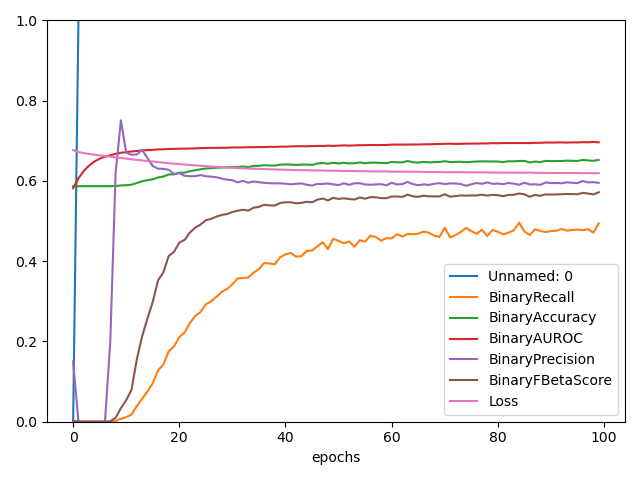 1.0
0.8
0.6
0.4
0.2
0.0
0 20 40 60 80 100
epochs
Unnamed: 0
BinaryRecall
BinaryAccuracy
BinaryAUROC
BinaryPrecision
BinaryFBetaScore
Loss